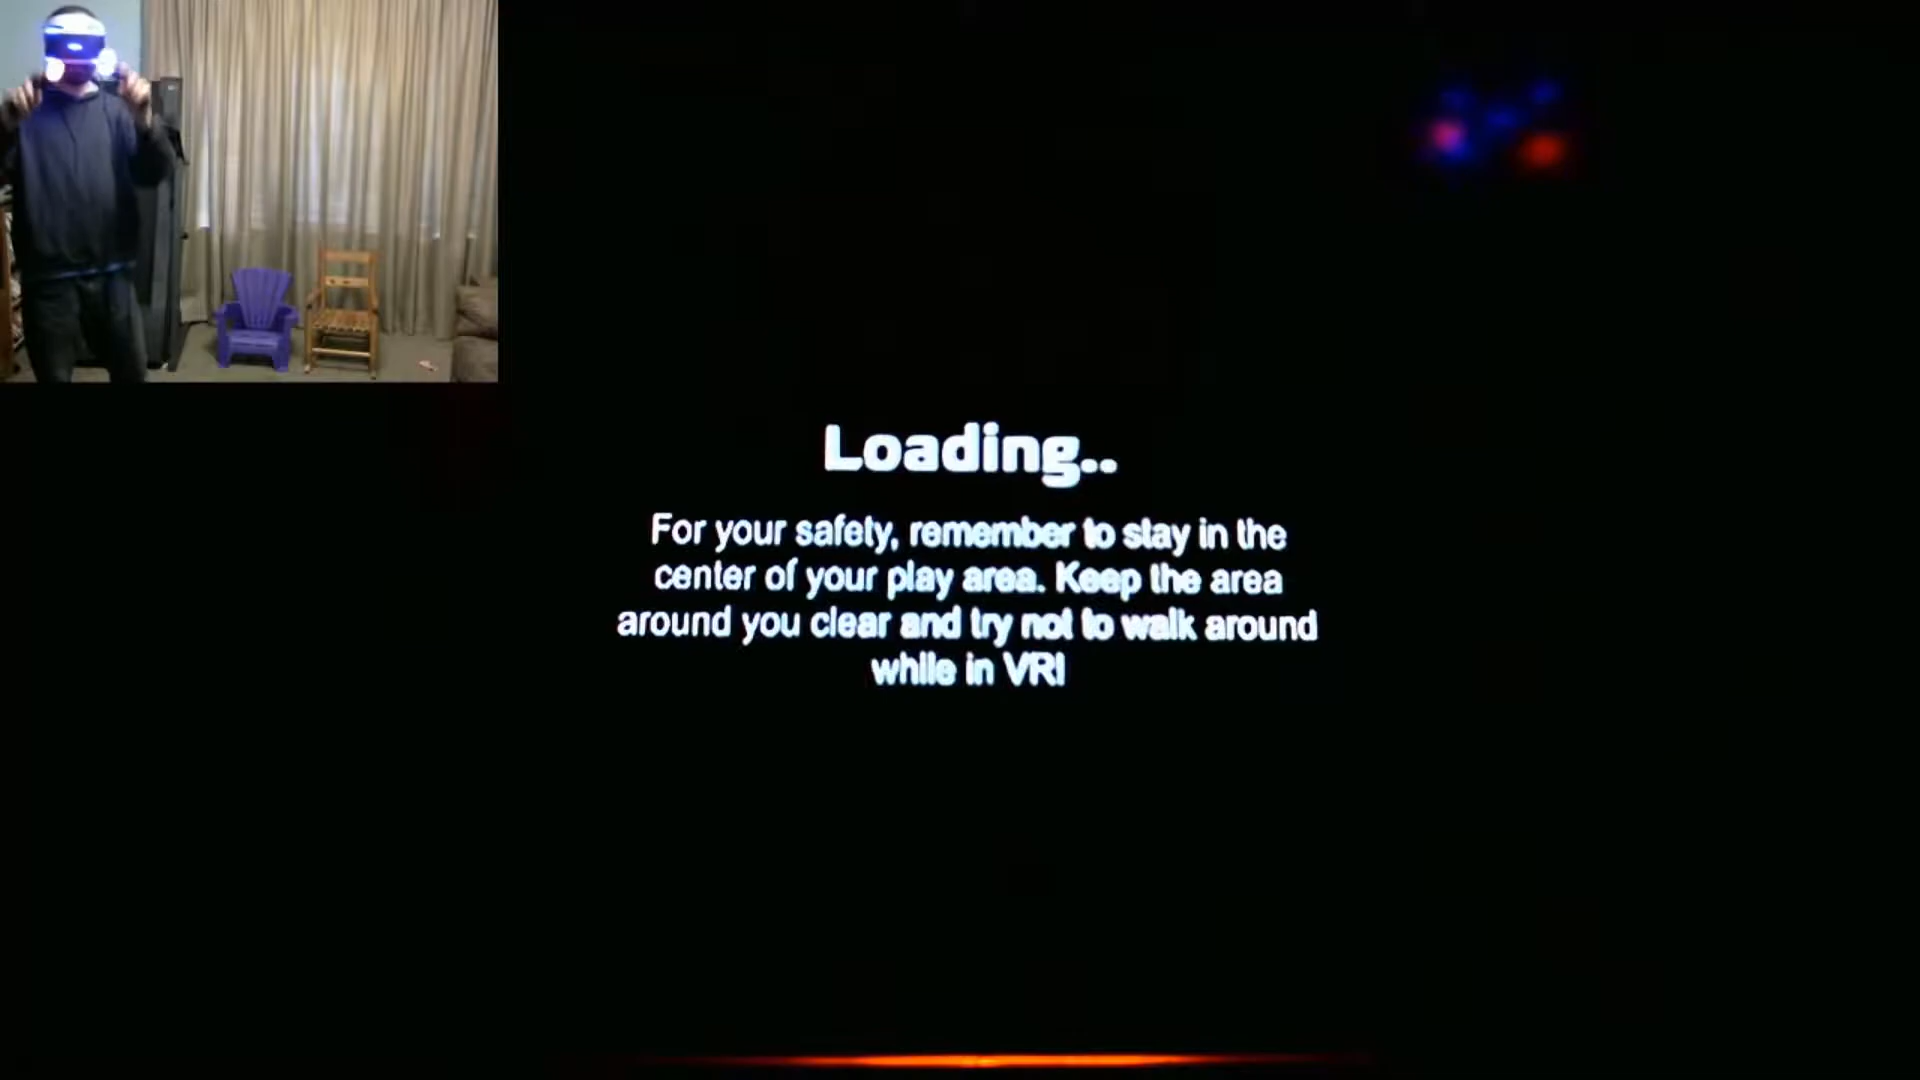 Loading..
For your safety, remember to stay in the
center of your play area. Keep the area
around you clear and try not to walk around
while in VR!